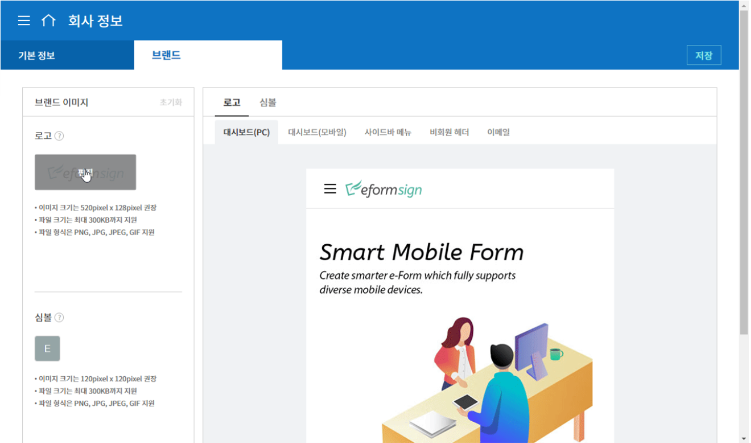 회사 정보
기본 정보
브랜드
저장
브랜드 이미지
초기화
로고 ?
eformsign
• 이미지 크기는 520pixel x 128pixel 권장
• 파일 크기는 최대 300KB까지 지원
• 파일 형식은 PNG, JPG, JPEG, GIF 지원
심볼 ?
E
• 이미지 크기는 120pixel x 120pixel 권장
• 파일 크기는 최대 300KB까지 지원
• 파일 형식은 PNG, JPG, JPEG, GIF 지원
로고 심볼
대시보드(PC) 대시보드(모바일) 사이드바 메뉴 비회원 헤더 이메일
eformsign
Smart Mobile Form
Create smarter e-Form which fully supports
diverse mobile devices.